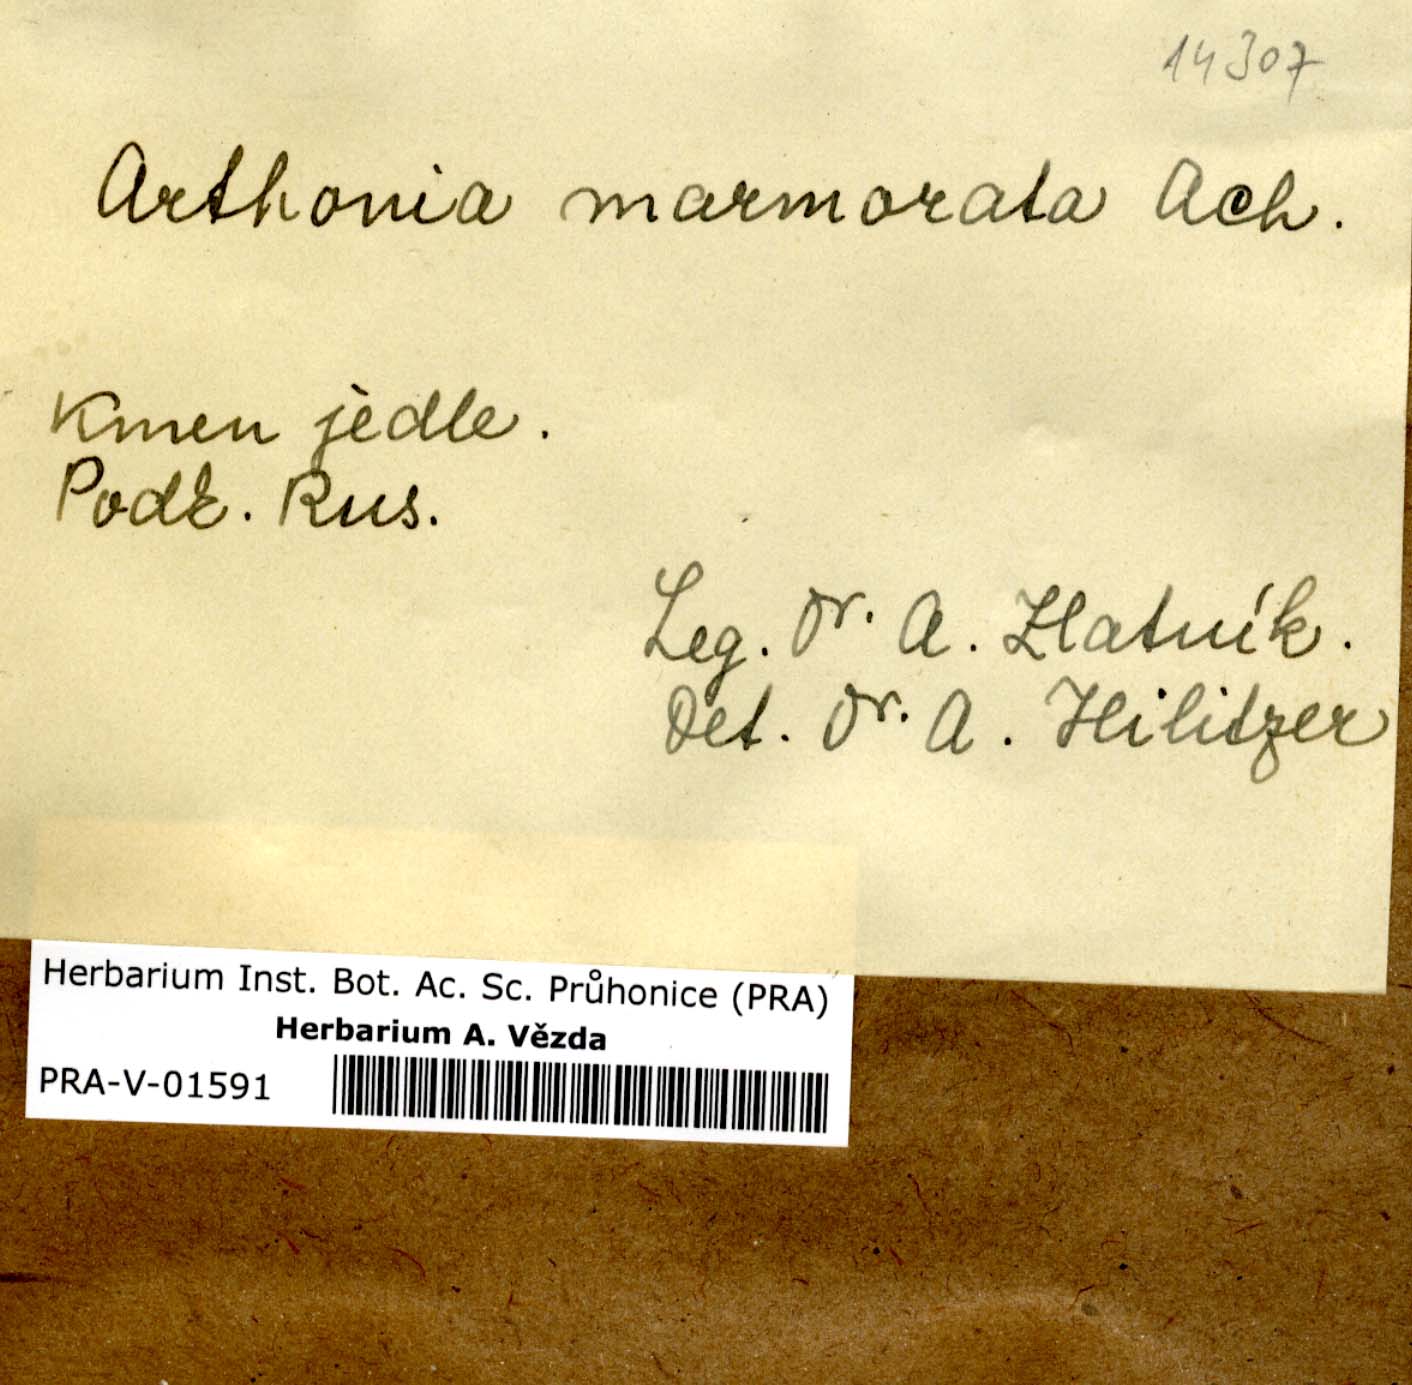 14307
Arthonia marmorata Ach.
Kmen jedle.
Podk. Rus.
Leg. Dr. A. Zlatník.
Det. Dr. A. Hilitzer
Herbarium Inst. Bot. Ac. Sc. Průhonice (PRA)
Herbarium A. Vězda
PRA-V-01591